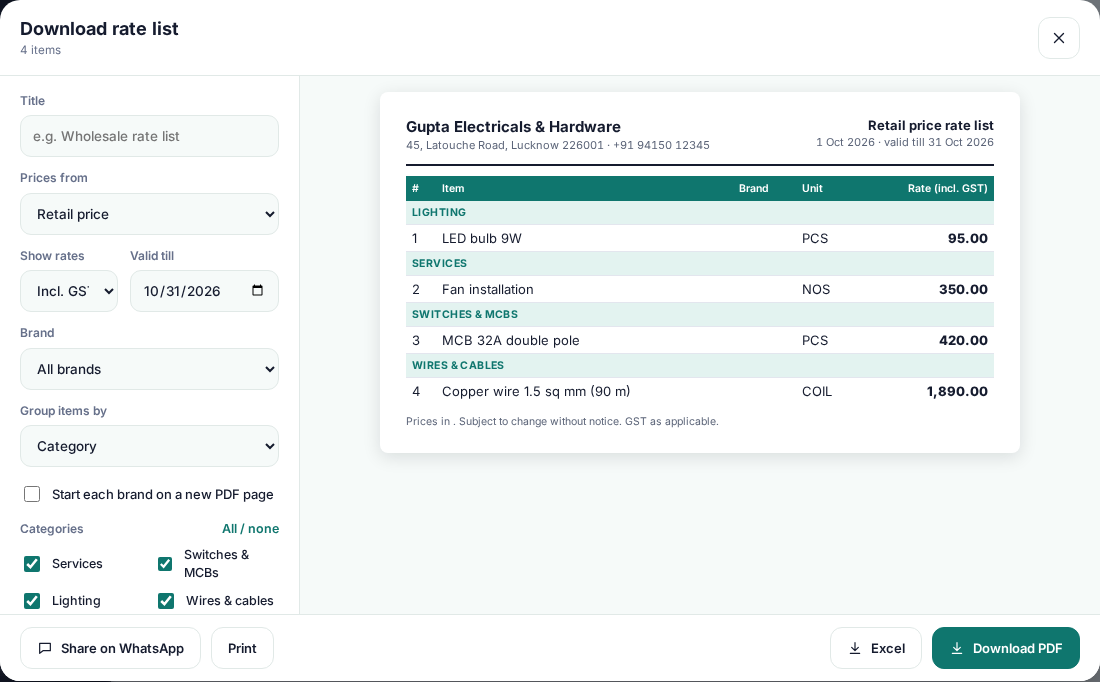 Download rate list
4 items
Title
e.g. Wholesale rate list
Prices from
Retail price
Show rates Valid till
Incl. GST 10/31/2026
Brand
All brands
Group items by
Category
Start each brand on a new PDF page
Categories All / none
Services Switches & MCBs
Lighting Wires & cables
Gupta Electricals & Hardware Retail price rate list
45, Latouche Road, Lucknow 226001 · +91 94150 12345 1 Oct 2026 · valid till 31 Oct 2026
# Item Brand Unit Rate (incl. GST)
LIGHTING
1 LED bulb 9W PCS 95.00
SERVICES
2 Fan installation NOS 350.00
SWITCHES & MCBS
3 MCB 32A double pole PCS 420.00
WIRES & CABLES
4 Copper wire 1.5 sq mm (90 m) COIL 1,890.00
Prices in . Subject to change without notice. GST as applicable.
Share on WhatsApp Print Excel Download PDF